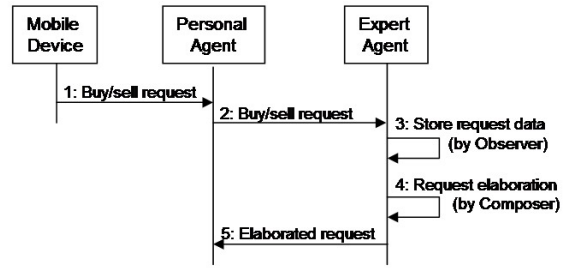 Mobile
Device
Personal
Agent
Expert
Agent
1: Buy/sell request
2: Buy/sell request
3: Store request data
(by Observer)
4: Request elaboration
(by Composer)
5: Elaborated request